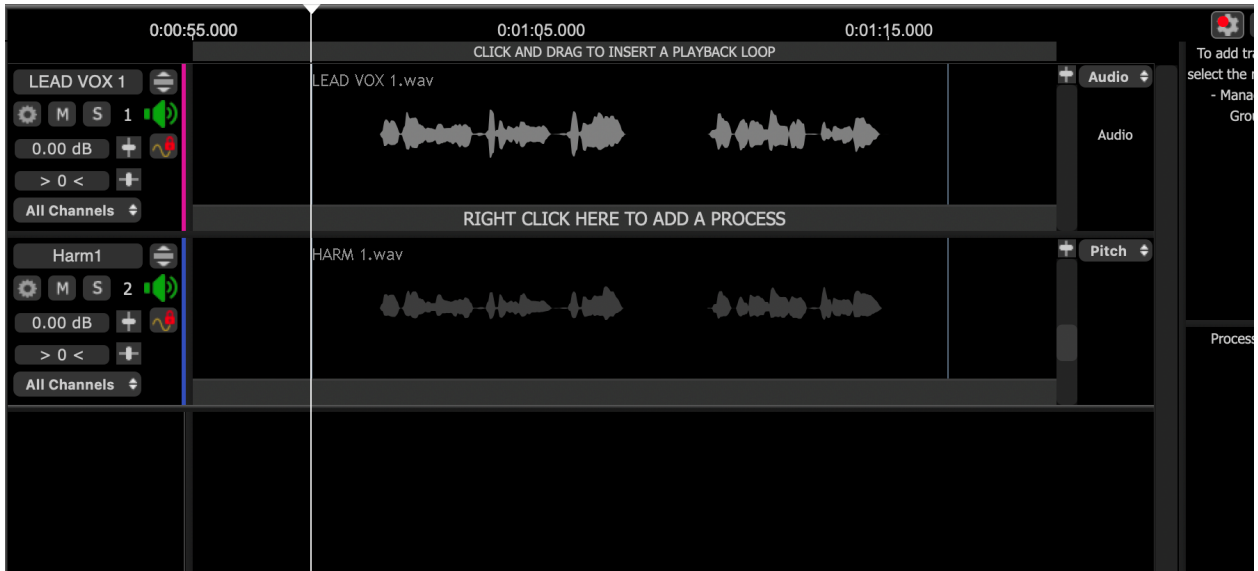 0:00:55.000 0:01:05.000 0:01:15.000
CLICK AND DRAG TO INSERT A PLAYBACK LOOP
To add tra
select the r
- Mana
Grou
LEAD VOX 1
M S 1
0.00 dB
> 0 <
All Channels
LEAD VOX 1.wav
Audio
Audio
RIGHT CLICK HERE TO ADD A PROCESS
Harm1
M S 2
0.00 dB
> 0 <
All Channels
HARM 1.wav
Pitch
Process